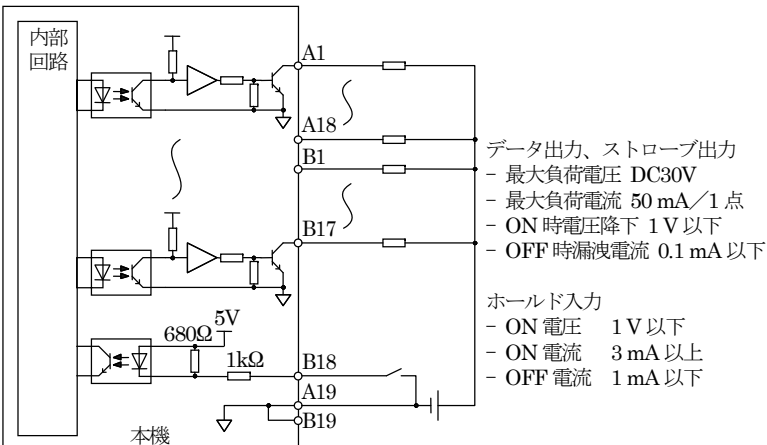 内部
回路
A1
A18
B1
B17
5V
680Ω
1kΩ
B18
A19
B19
本機
データ出力、ストローブ出力
− 最大負荷電圧 DC30V
− 最大負荷電流 50 mA／1 点
− ON 時電圧降下 1 V 以下
− OFF 時漏洩電流 0.1 mA 以下
ホールド入力
− ON 電圧 1 V 以下
− ON 電流 3 mA 以上
− OFF 電流 1 mA 以下